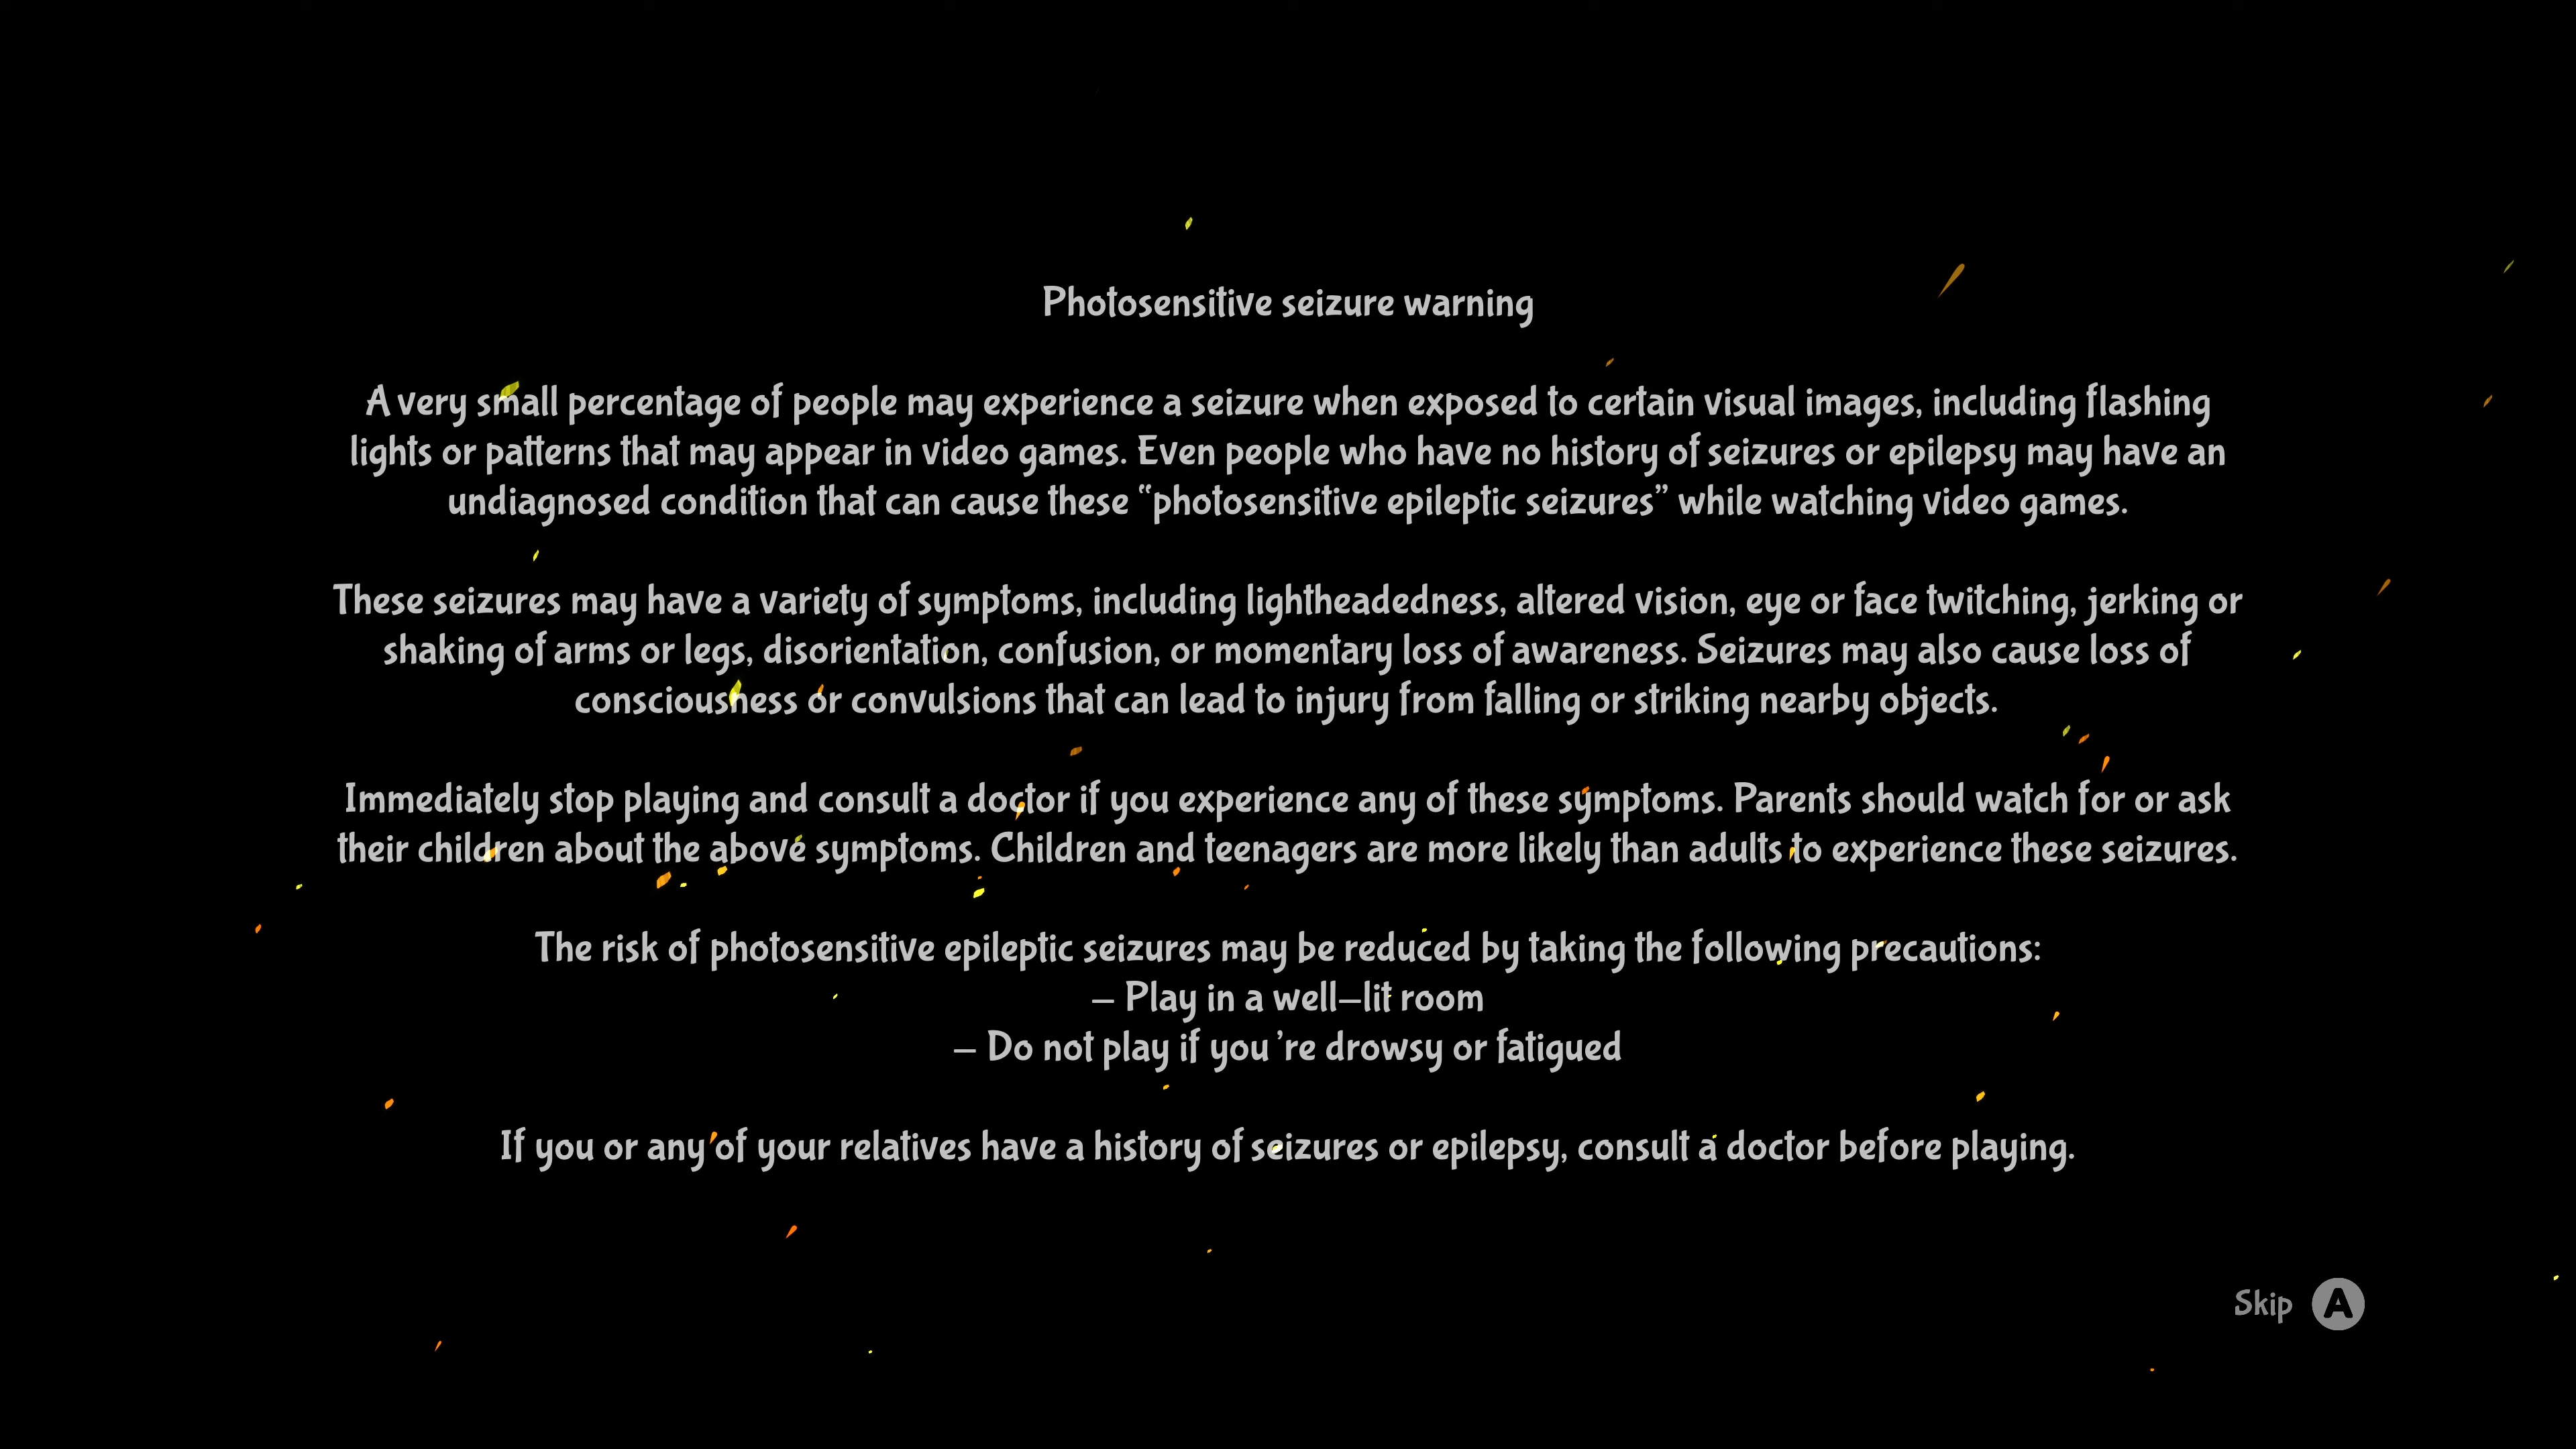 Photosensitive seizure warning
A very small percentage of people may experience a seizure when exposed to certain visual images, including flashing
lights or patterns that may appear in video games. Even people who have no history of seizures or epilepsy may have an
undiagnosed condition that can cause these “photosensitive epileptic seizures” while watching video games.
These seizures may have a variety of symptoms, including lightheadedness, altered vision, eye or face twitching, jerking or
shaking of arms or legs, disorientation, confusion, or momentary loss of awareness. Seizures may also cause loss of
consciousness or convulsions that can lead to injury from falling or striking nearby objects.
Immediately stop playing and consult a doctor if you experience any of these symptoms. Parents should watch for or ask
their children about the above symptoms. Children and teenagers are more likely than adults to experience these seizures.
The risk of photosensitive epileptic seizures may be reduced by taking the following precautions:
– Play in a well–lit room
– Do not play if you’re drowsy or fatigued
If you or any of your relatives have a history of seizures or epilepsy, consult a doctor before playing.
Skip A